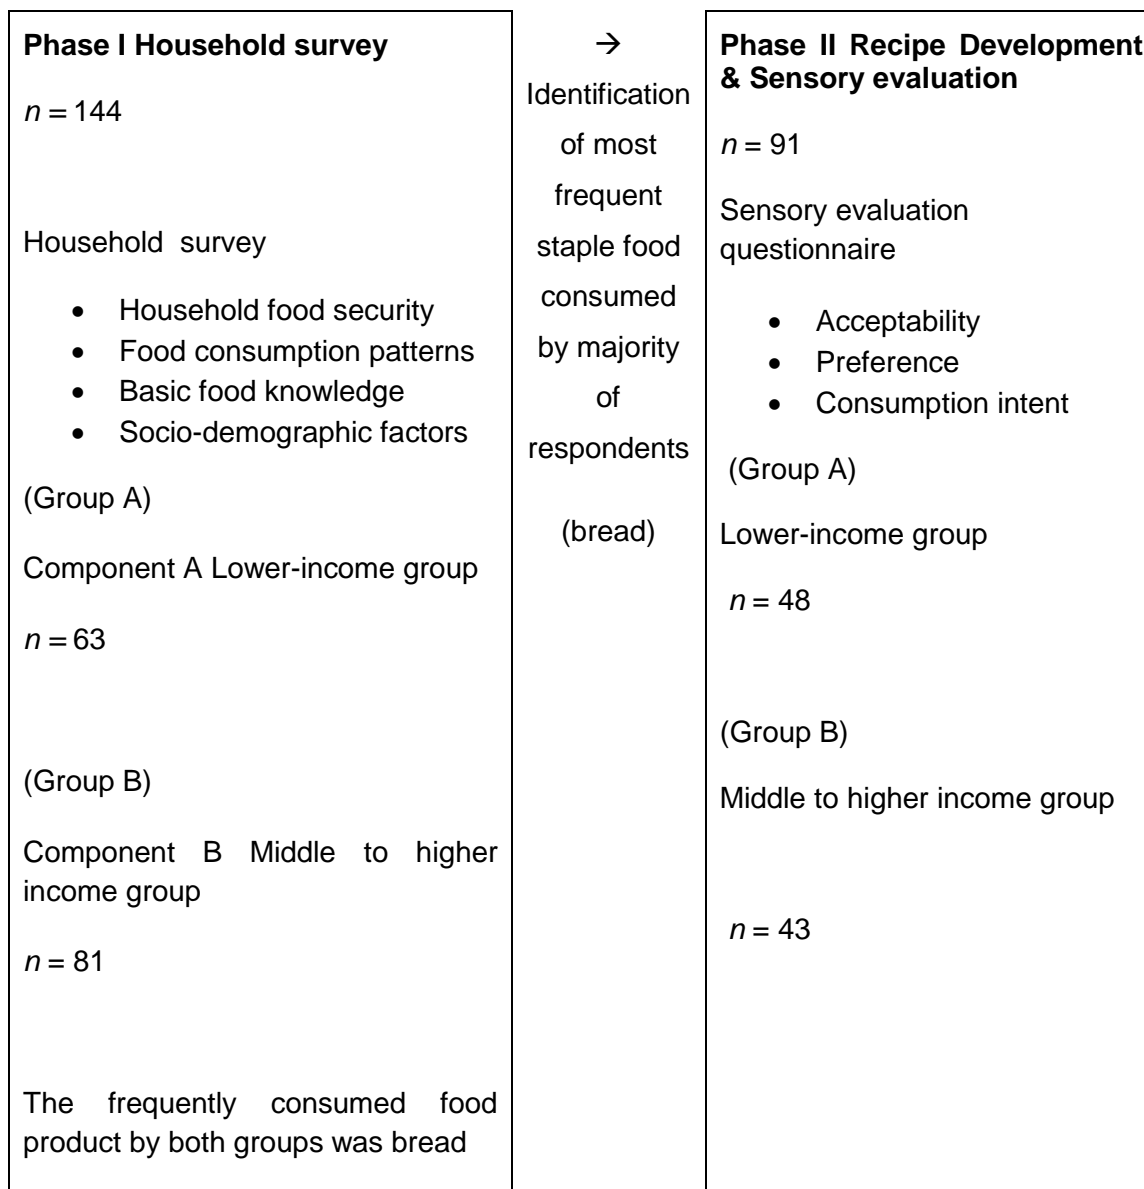 Phase I Household survey
n = 144
Household survey
• Household food security
• Food consumption patterns
• Basic food knowledge
• Socio-demographic factors
(Group A)
Component A Lower-income group
n = 63
(Group B)
Component B Middle to higher
income group
n = 81
The frequently consumed food
product by both groups was bread
→
Identification
of most
frequent
staple food
consumed
by majority
of
respondents
(bread)
Phase II Recipe Development
& Sensory evaluation
n = 91
Sensory evaluation
questionnaire
• Acceptability
• Preference
• Consumption intent
(Group A)
Lower-income group
n = 48
(Group B)
Middle to higher income group
n = 43